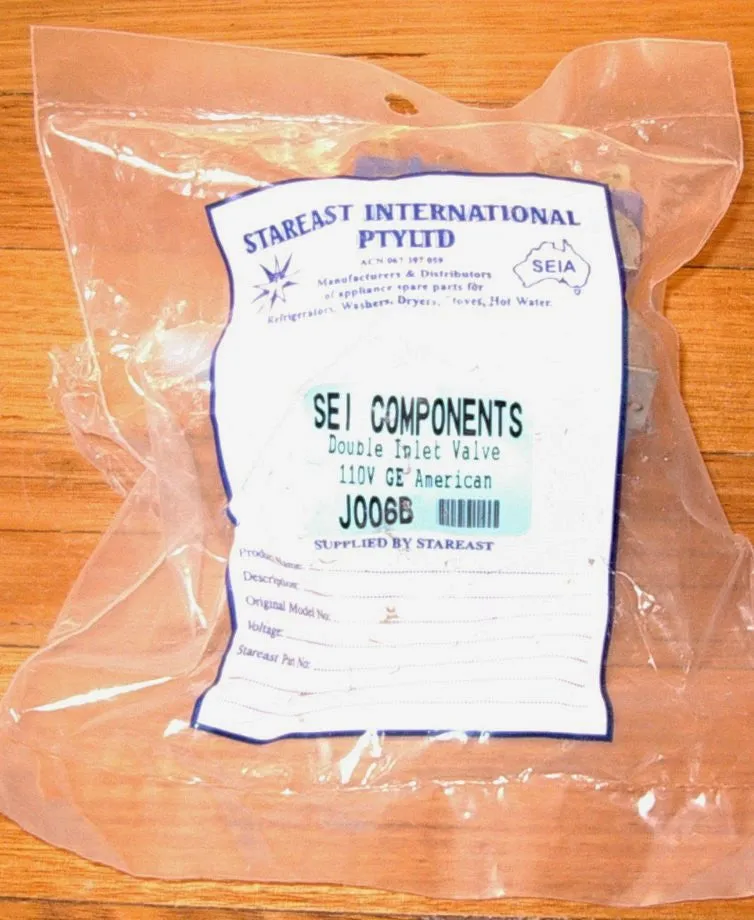 STAREAST INTERNATIONAL
PTYLTD
ACN 067 397 059
SEIA
Manufacturers & Distributors
of appliance spare parts for
Refrigerators, Washers, Dryers, Stoves, Hot Water.
SEI COMPONENTS
Double Inlet Valve
110V GE American
J006B
SUPPLIED BY STAREAST
Product Name:
Description:
Original Model No:
Voltage:
Stareast Part No: